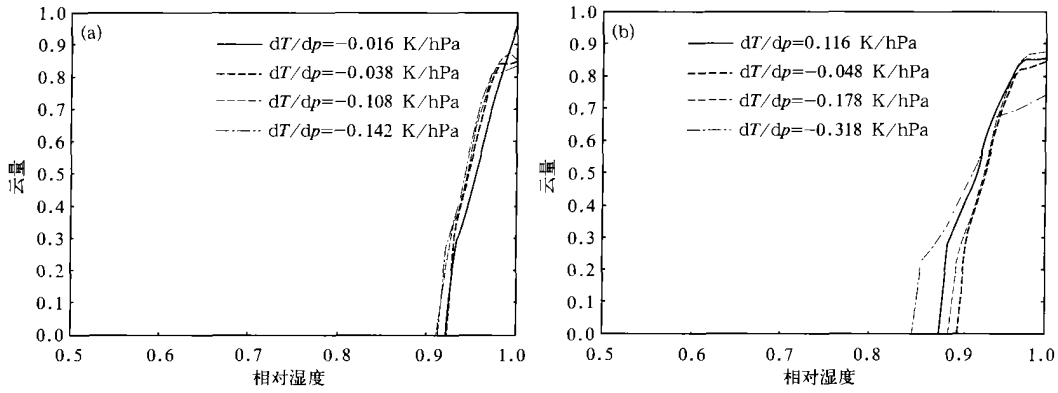 (a)
dT/dp=−0.016 K/hPa
dT/dp=−0.038 K/hPa
dT/dp=−0.108 K/hPa
dT/dp=−0.142 K/hPa
云量
1.0
0.9
0.8
0.7
0.6
0.5
0.4
0.3
0.2
0.1
0.0
0.5 0.6 0.7 0.8 0.9 1.0
相对湿度
(b)
dT/dp=0.116 K/hPa
dT/dp=−0.048 K/hPa
dT/dp=−0.178 K/hPa
dT/dp=−0.318 K/hPa
云量
1.0
0.9
0.8
0.7
0.6
0.5
0.4
0.3
0.2
0.1
0.0
0.5 0.6 0.7 0.8 0.9 1.0
相对湿度